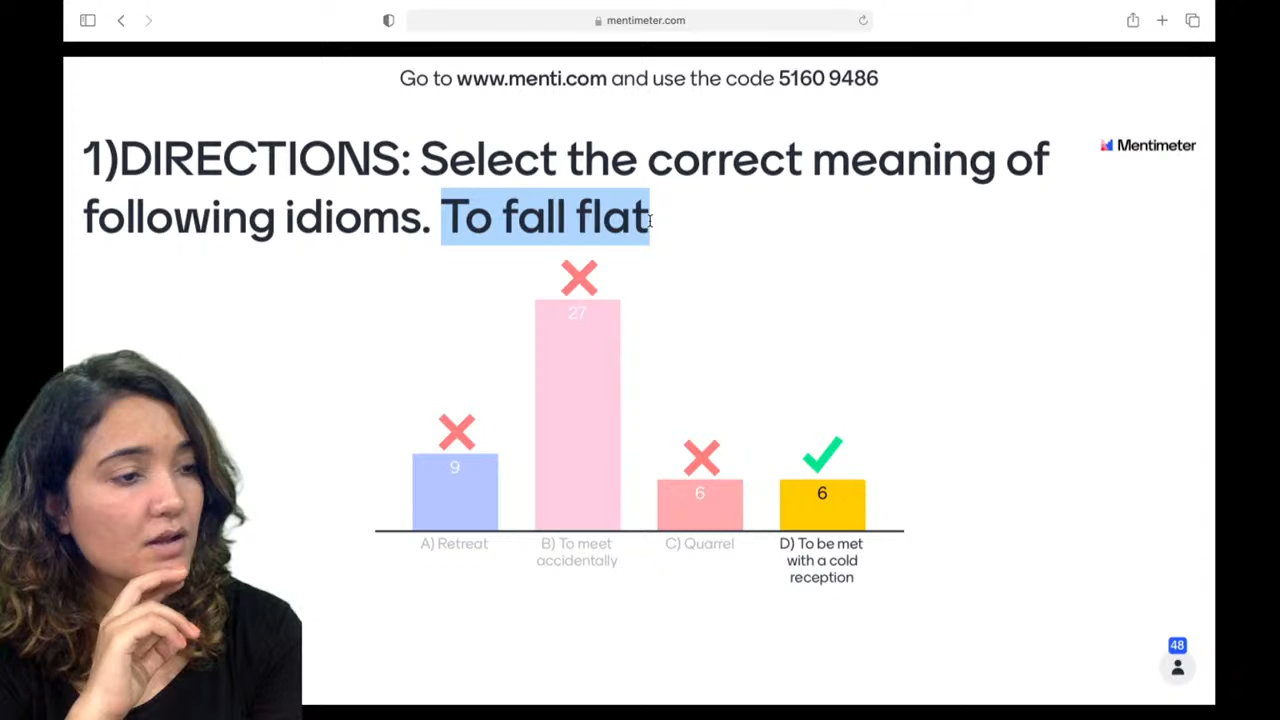 mentimeter.com
Go to www.menti.com and use the code 5160 9486
1)DIRECTIONS: Select the correct meaning of
following idioms. To fall flat
Mentimeter
9
27
6
6
A) Retreat
B) To meet
accidentally
C) Quarrel
D) To be met
with a cold
reception
48